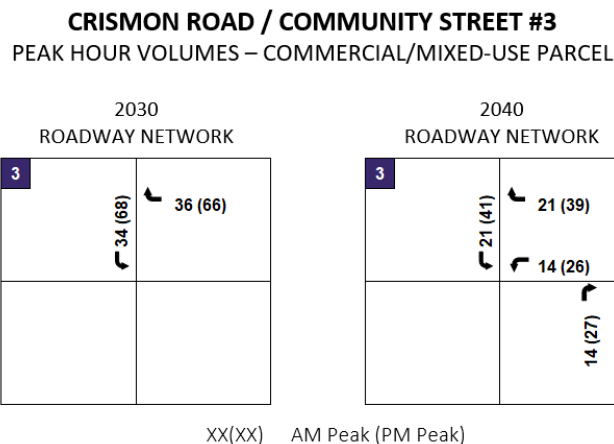 CRISMON ROAD / COMMUNITY STREET #3
PEAK HOUR VOLUMES – COMMERCIAL/MIXED-USE PARCEL
2030
ROADWAY NETWORK
3
34 (68)
36 (66)
2040
ROADWAY NETWORK
3
21 (41)
21 (39)
14 (26)
14 (27)
XX(XX) AM Peak (PM Peak)